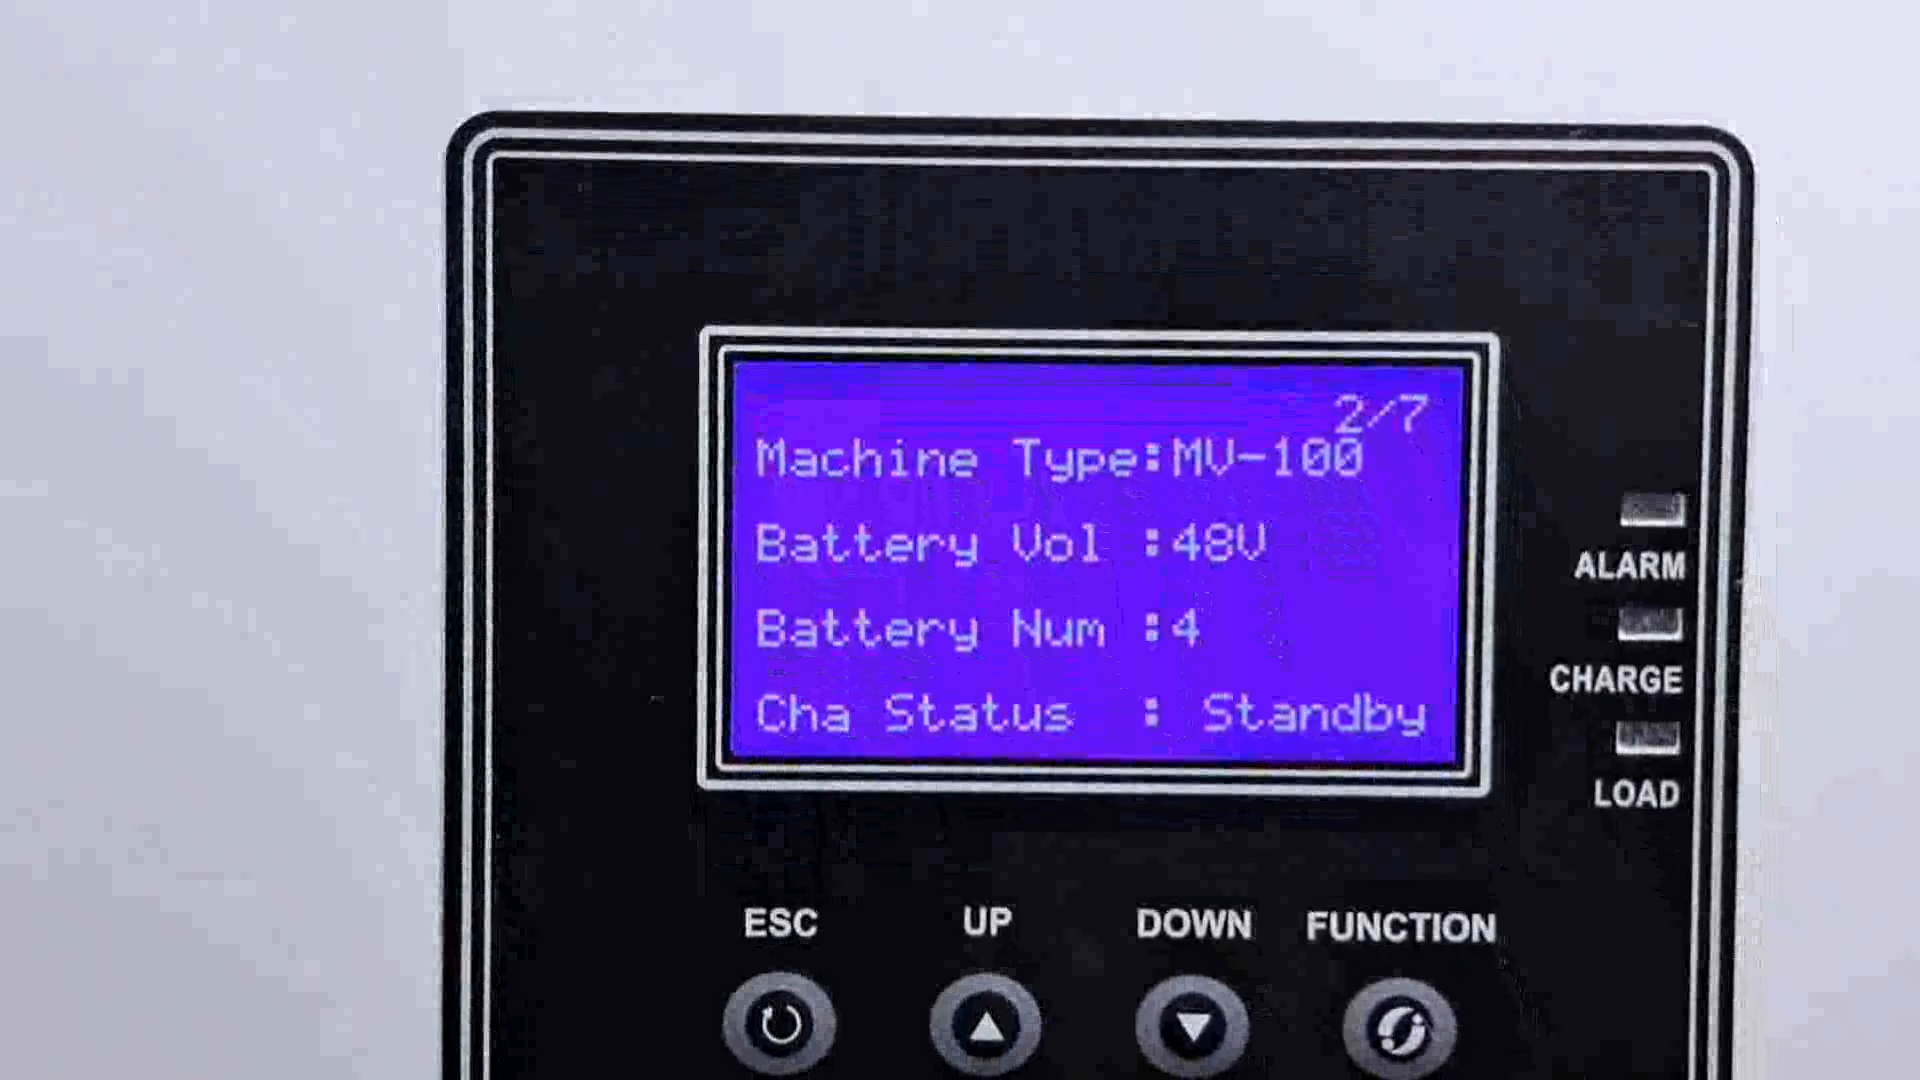 2/7
Machine Type:MV-100
Battery Vol :48V
Battery Num :4
Cha Status : Standby
ALARM
CHARGE
LOAD
ESC UP DOWN FUNCTION